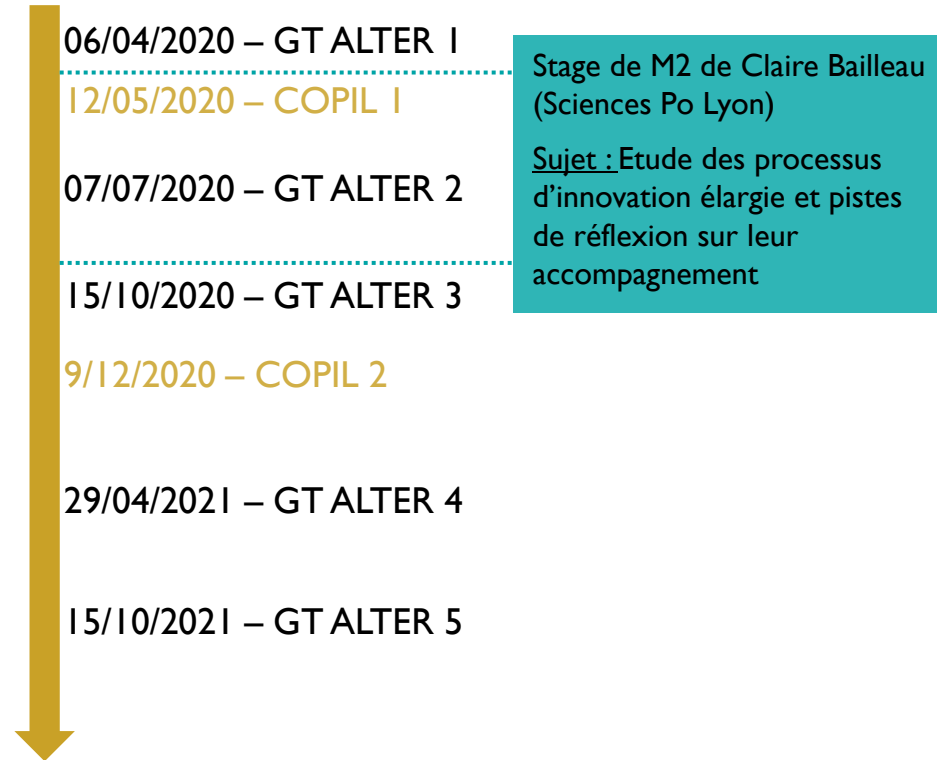 06/04/2020 – GT ALTER 1
12/05/2020 – COPIL 1
07/07/2020 – GT ALTER 2
15/10/2020 – GT ALTER 3
9/12/2020 – COPIL 2
29/04/2021 – GT ALTER 4
15/10/2021 – GT ALTER 5
Stage de M2 de Claire Bailleau
(Sciences Po Lyon)
Sujet : Etude des processus
d’innovation élargie et pistes
de réflexion sur leur
accompagnement